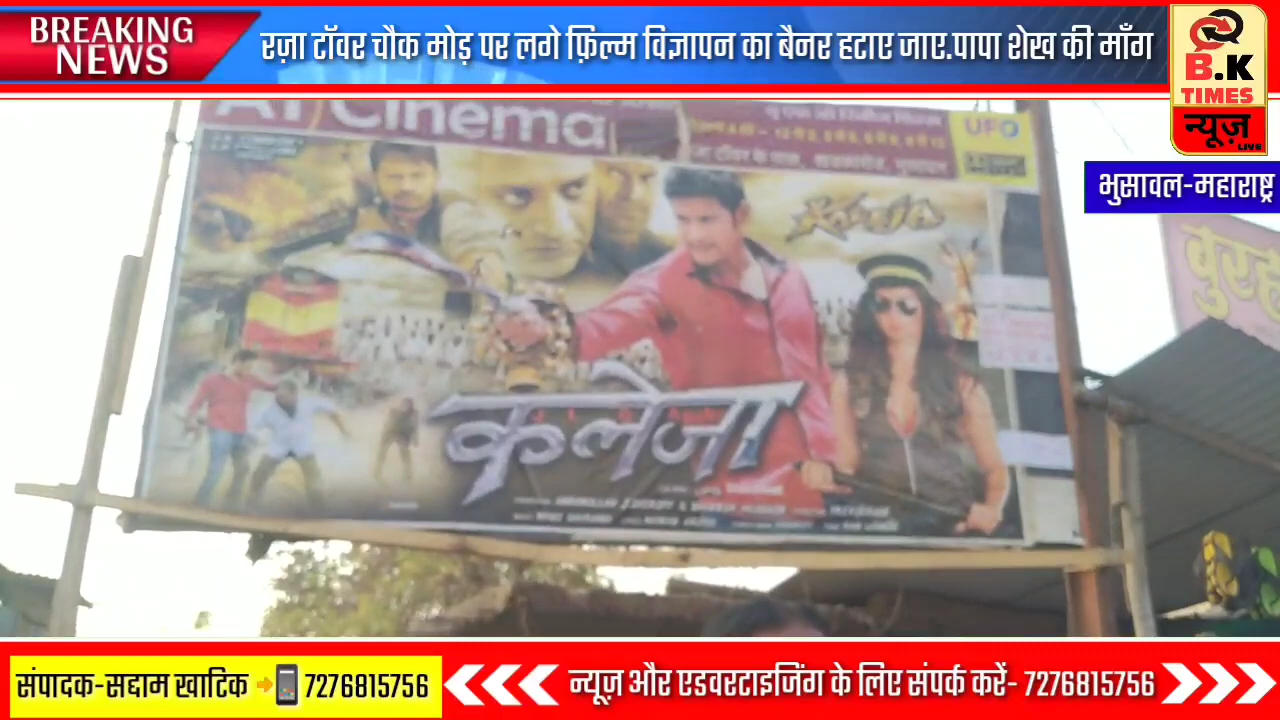 BREAKING
NEWS
रज़ा टॉवर चौक मोड़ पर लगे फ़िल्म विज्ञापन का बैनर हटाए जाए.पापा शेख की माँग
B.K
TIMES
न्यूज़
LIVE
भुसावल-महाराष्ट्र
Cinema
UFO
कलेजा
संपादक-सद्दाम खाटिक
7276815756
न्यूज़ और एडवरटाइजिंग के लिए संपर्क करें- 7276815756